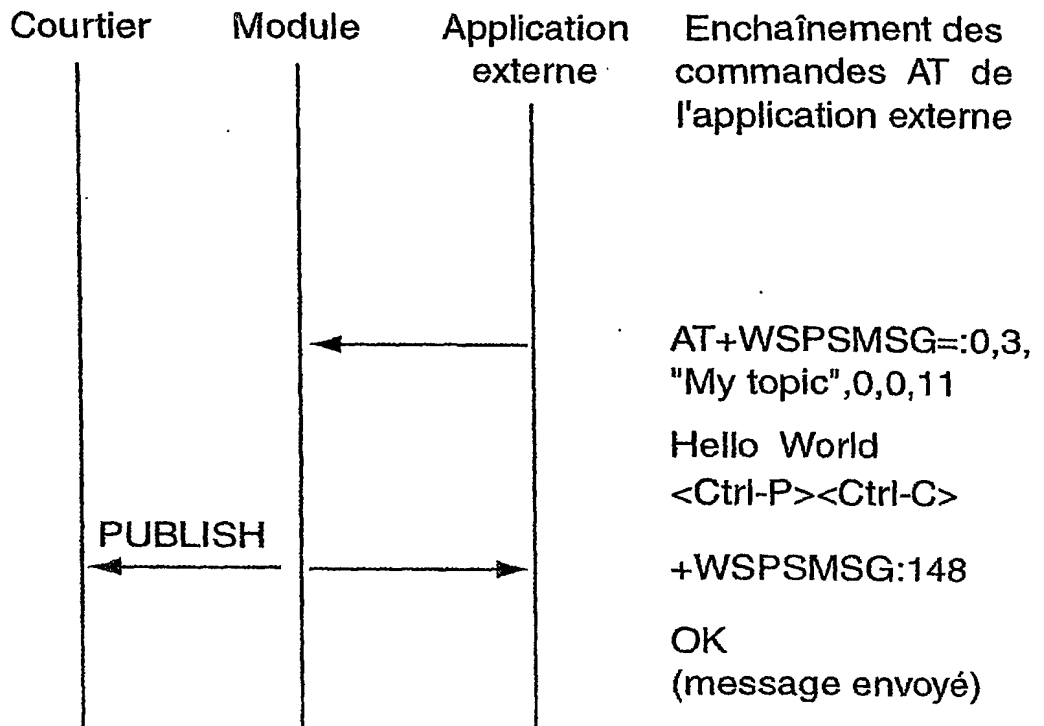 Courtier
Module
Application
externe
Enchaînement des
commandes AT de
l'application externe
AT+WSPSMSG=:0,3,
"My topic",0,0,11
Hello World
<Ctrl-P><Ctrl-C>
PUBLISH
+WSPSMSG:148
OK
(message envoyé)